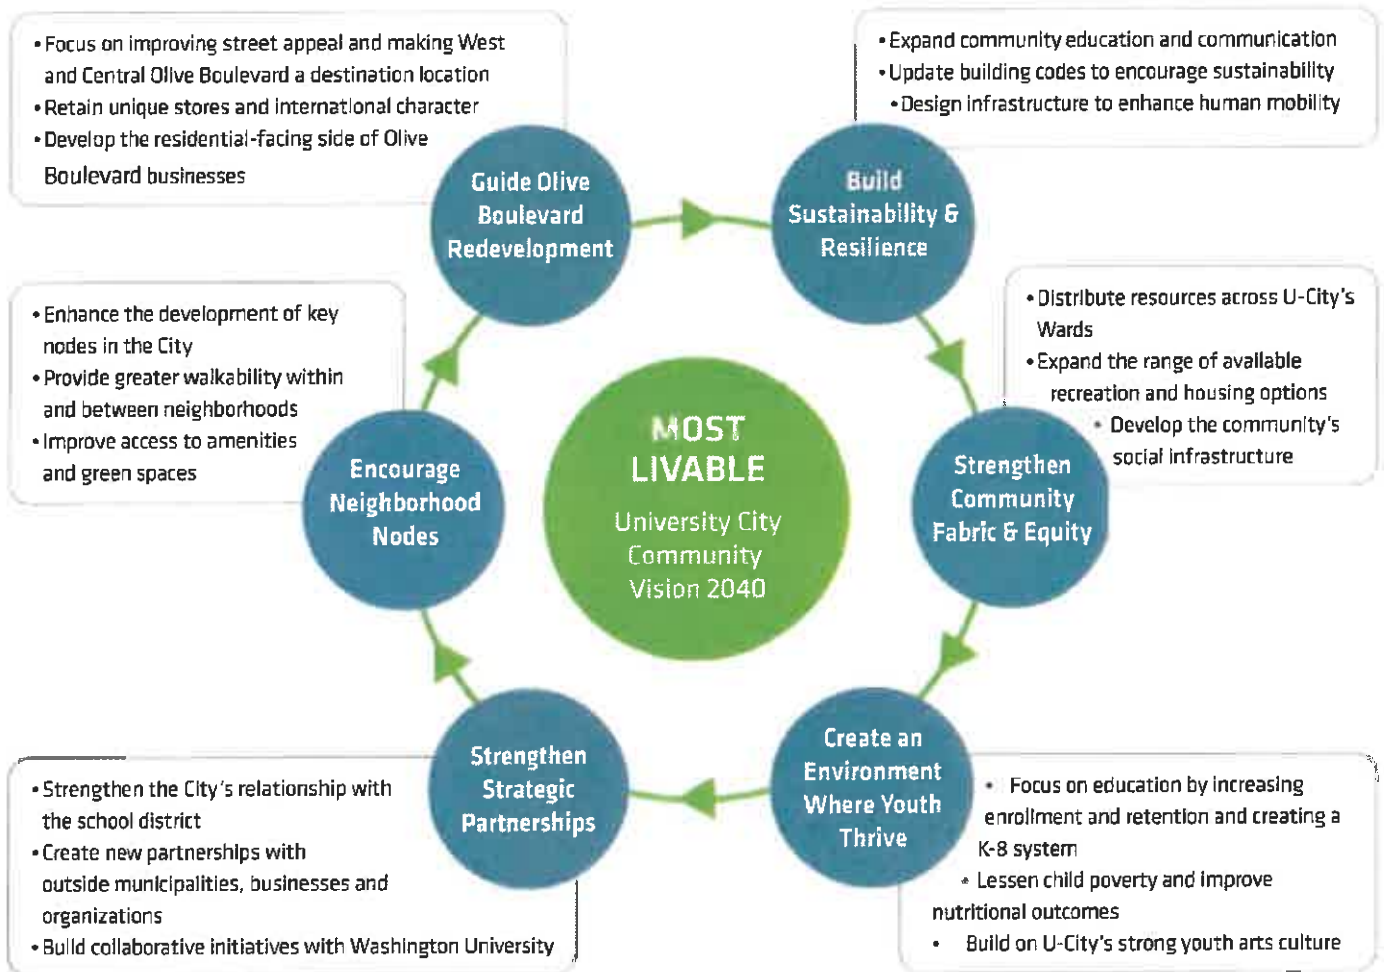 • Focus on improving street appeal and making West
and Central Olive Boulevard a destination location
• Retain unique stores and international character
• Develop the residential-facing side of Olive
Boulevard businesses
Guide Olive
Boulevard
Redevelopment
• Expand community education and communication
• Update building codes to encourage sustainability
• Design infrastructure to enhance human mobility
Build
Sustainability &
Resilience
• Distribute resources across U-City's
Wards
• Expand the range of available
recreation and housing options
• Develop the community's
social infrastructure
Strengthen
Community
Fabric & Equity
• Enhance the development of key
nodes in the City
• Provide greater walkability within
and between neighborhoods
• Improve access to amenities
and green spaces
Encourage
Neighborhood
Nodes
MOST
LIVABLE
University City
Community
Vision 2040
Strengthen
Strategic
Partnerships
• Strengthen the City's relationship with
the school district
• Create new partnerships with
outside municipalities, businesses and
organizations
• Build collaborative initiatives with Washington University
Create an
Environment
Where Youth
Thrive
• Focus on education by increasing
enrollment and retention and creating a
K-8 system
• Lessen child poverty and improve
nutritional outcomes
• Build on U-City's strong youth arts culture